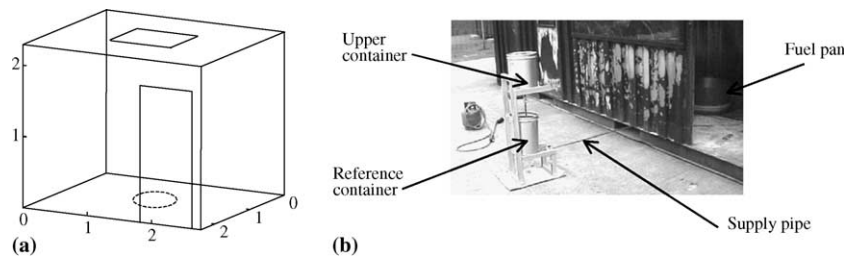 2
1
0
0
1
2
2
1
0
(a)
Upper
container
Reference
container
Fuel pan
Supply pipe
(b)